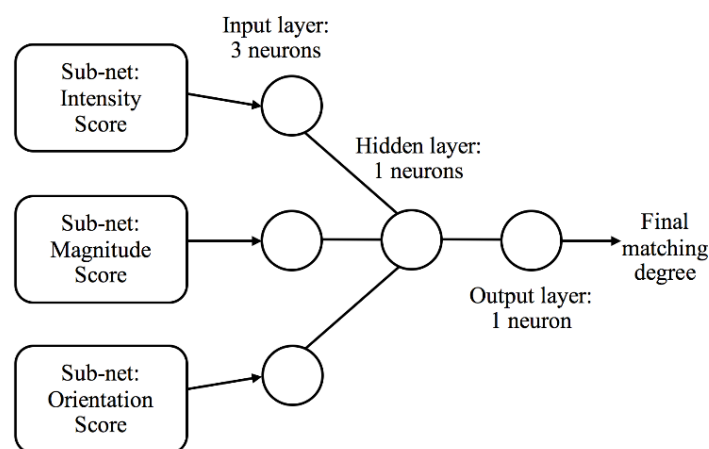 Input layer:
3 neurons
Sub-net:
Intensity
Score
Hidden layer:
1 neurons
Sub-net:
Magnitude
Score
Final
matching
degree
Output layer:
1 neuron
Sub-net:
Orientation
Score